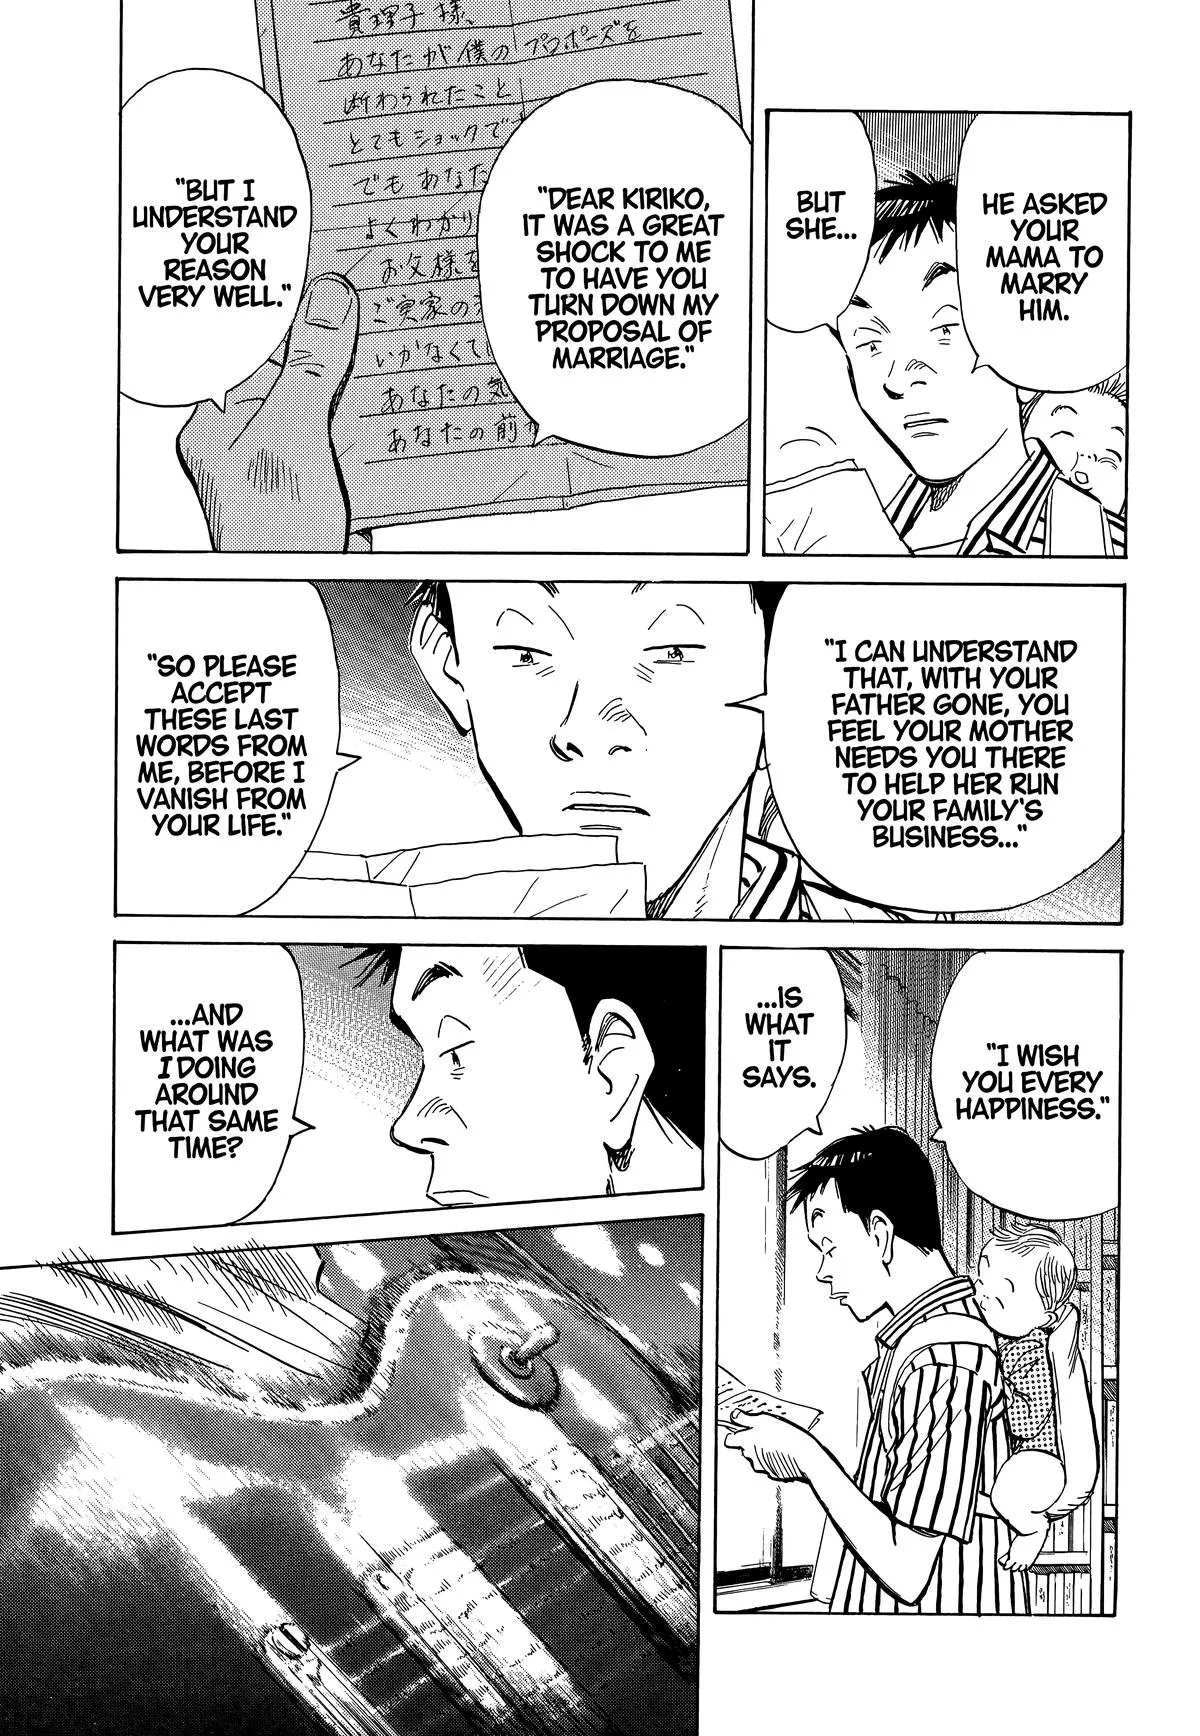 HE ASKED
YOUR
MAMA TO
MARRY
HIM.
BUT
SHE...
貴理子様、
あなたが僕のプロポーズを
断わられたこと
とてもショックで
でもあなた
よくわかり
お父様を
ご実家の
いかなくて
あなたの気
あなたの前
"DEAR KIRIKO,
IT WAS A GREAT
SHOCK TO ME
TO HAVE YOU
TURN DOWN MY
PROPOSAL OF
MARRIAGE."
"BUT I
UNDERSTAND
YOUR
REASON
VERY WELL."
"I CAN UNDERSTAND
THAT, WITH YOUR
FATHER GONE, YOU
FEEL YOUR MOTHER
NEEDS YOU THERE
TO HELP HER RUN
YOUR FAMILY'S
BUSINESS..."
"SO PLEASE
ACCEPT
THESE LAST
WORDS FROM
ME, BEFORE I
VANISH FROM
YOUR LIFE."
"I WISH
YOU EVERY
HAPPINESS."
...IS
WHAT
IT
SAYS.
...AND
WHAT WAS
I DOING
AROUND
THAT SAME
TIME?